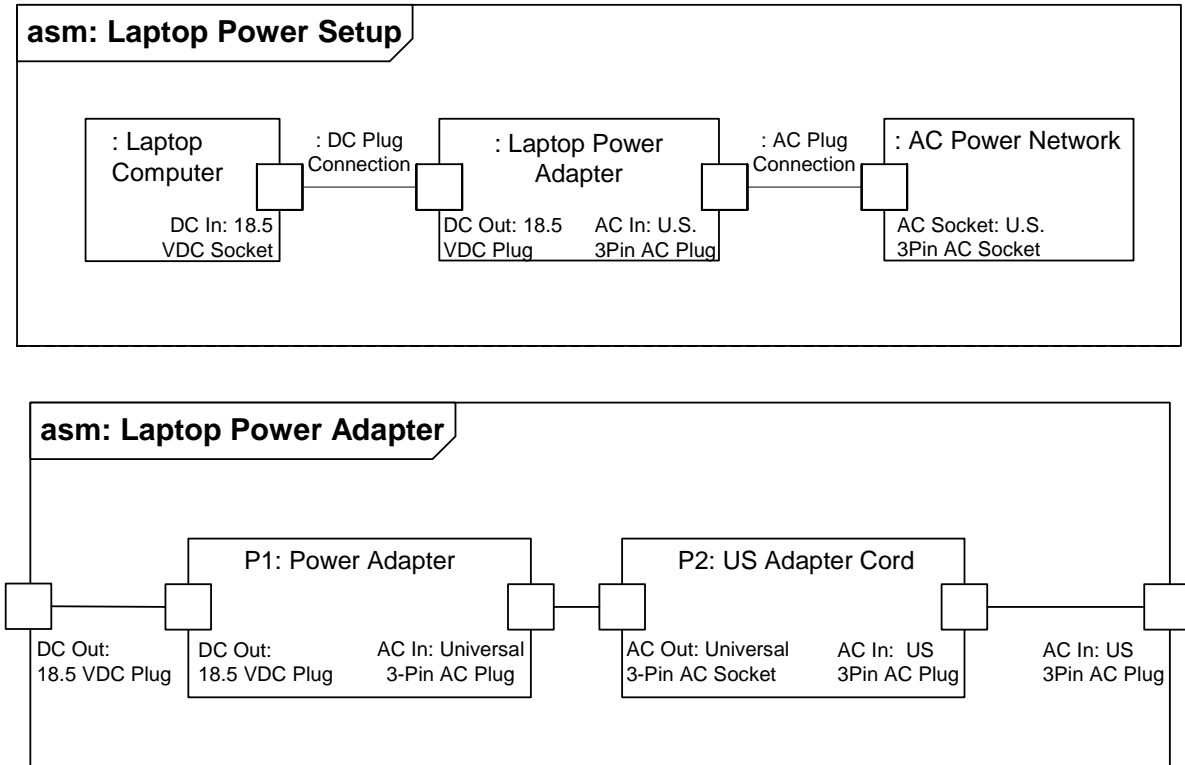 asm: Laptop Power Setup
: Laptop
Computer
: DC Plug
Connection
: Laptop Power
Adapter
: AC Plug
Connection
: AC Power Network
DC In: 18.5
VDC Socket
DC Out: 18.5
VDC Plug
AC In: U.S.
3Pin AC Plug
AC Socket: U.S.
3Pin AC Socket
asm: Laptop Power Adapter
P1: Power Adapter
P2: US Adapter Cord
DC Out:
18.5 VDC Plug
DC Out:
18.5 VDC Plug
AC In: Universal
3-Pin AC Plug
AC Out: Universal
3-Pin AC Socket
AC In: US
3Pin AC Plug
AC In: US
3Pin AC Plug